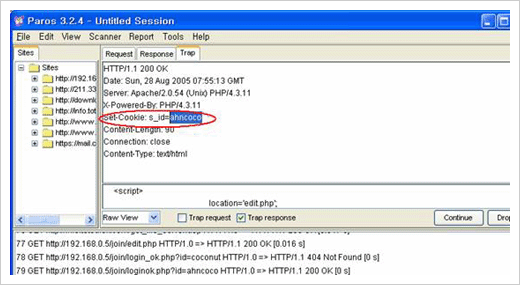 Paros 3.2.4 - Untitled Session
File Edit View Scanner Report Tools Help
Sites
Request Response Trap
Sites
http://192.16
http://211.33
http://downlo
http://info.tot
http://www.
http://www.
https://mail.c
HTTP/1.1 200 OK
Date: Sun, 28 Aug 2005 07:55:13 GMT
Server: Apache/2.0.54 (Unix) PHP/4.3.11
X-Powered-By: PHP/4.3.11
Set-Cookie: s_id=ahncoco
Content-Length: 90
Connection: close
Content-Type: text/html
<script>
location='edit.php';
Raw View Trap request Trap response Continue Drop
77 GET http://192.168.0.5/join/edit.php HTTP/1.0 => HTTP/1.1 200 OK [0.016 s]
78 GET http://192.168.0.5/join/login_ok.php?id=coconut HTTP/1.0 => HTTP/1.1 404 Not Found [0 s]
79 GET http://192.168.0.5/join/loginok.php?id=ahncoco HTTP/1.0 => HTTP/1.1 200 OK [0 s]